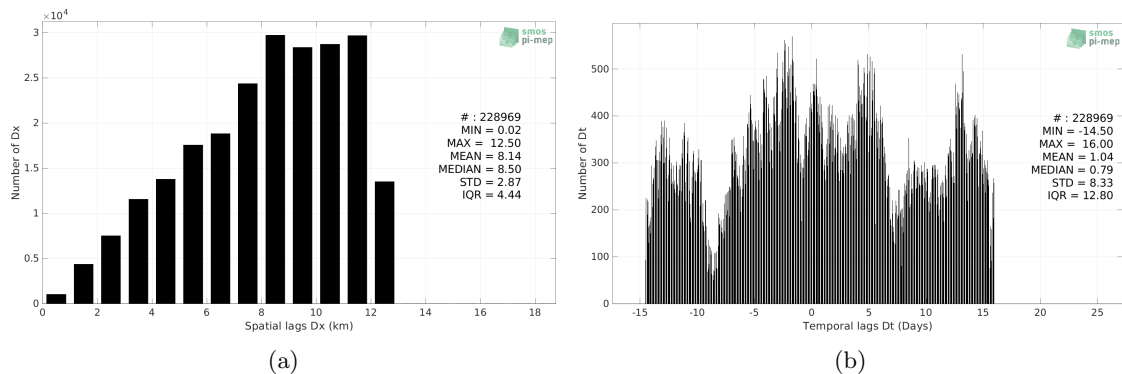 ×10⁴
3
2.5
2
1.5
1
0.5
0
Number of Dx
0 2 4 6 8 10 12 14 16 18
Spatial lags Dx (km)
smos
pi-mep
# : 228969
MIN = 0.02
MAX = 12.50
MEAN = 8.14
MEDIAN = 8.50
STD = 2.87
IQR = 4.44
(a)
500
400
300
200
100
0
Number of Dt
-15 -10 -5 0 5 10 15 20 25
Temporal lags Dt (Days)
smos
pi-mep
# : 228969
MIN = -14.50
MAX = 16.00
MEAN = 1.04
MEDIAN = 0.79
STD = 8.33
IQR = 12.80
(b)